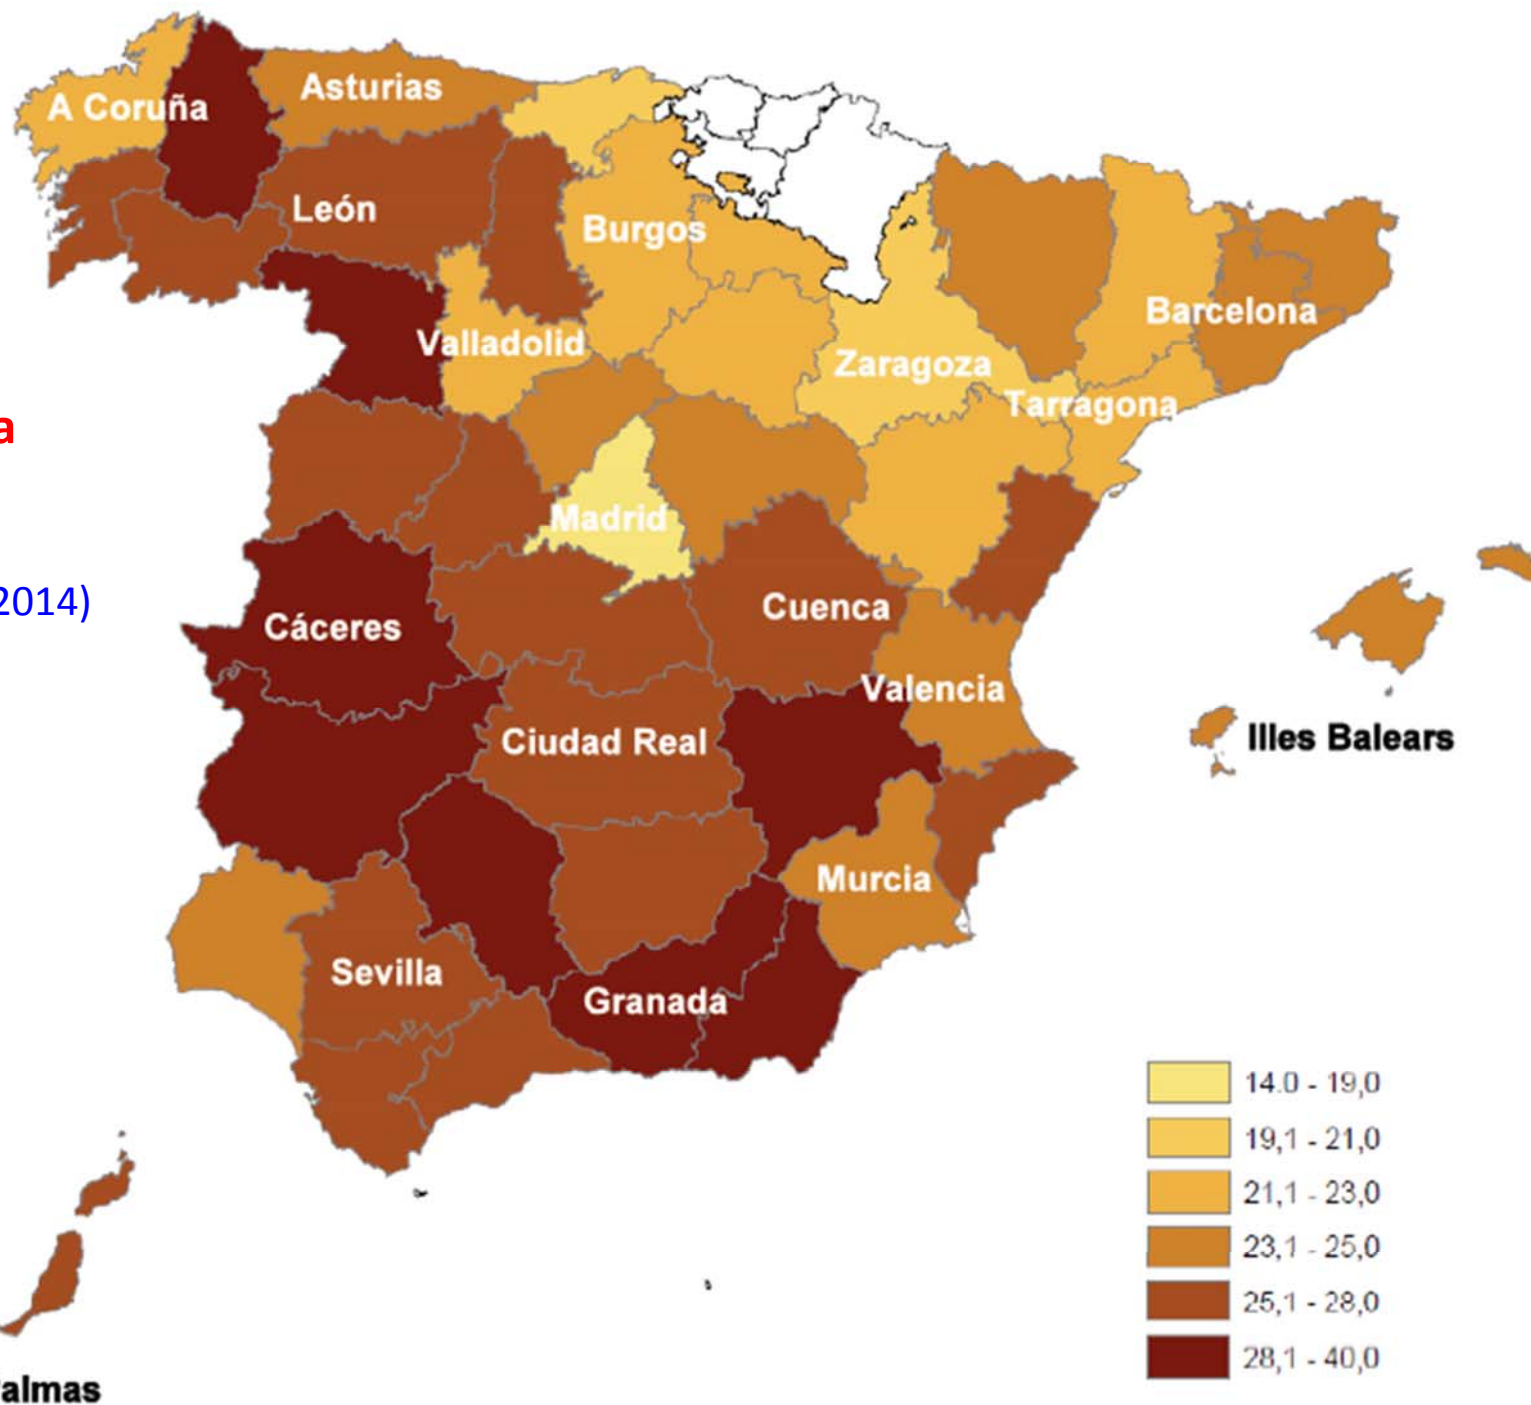 Asturias
A Coruña
León
Burgos
Barcelona
Valladolid
Zaragoza
Tarragona
a
Madrid
2014)
Cuenca
Cáceres
Valencia
Illes Balears
Ciudad Real
Murcia
Sevilla
Granada
14.0 - 19,0
19,1 - 21,0
21,1 - 23,0
23,1 - 25,0
25,1 - 28,0
28,1 - 40,0
almas